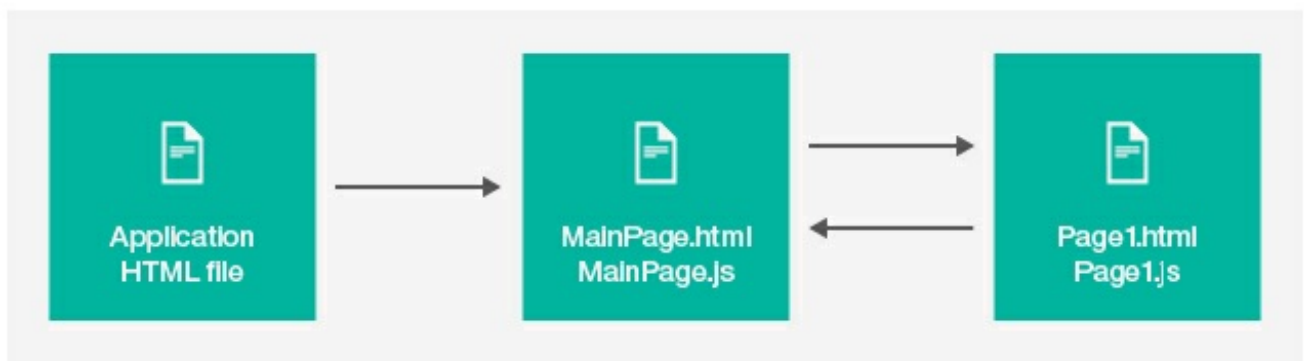 Application
HTML file
MainPage.html
MainPage.js
Page1.html
Page1.js